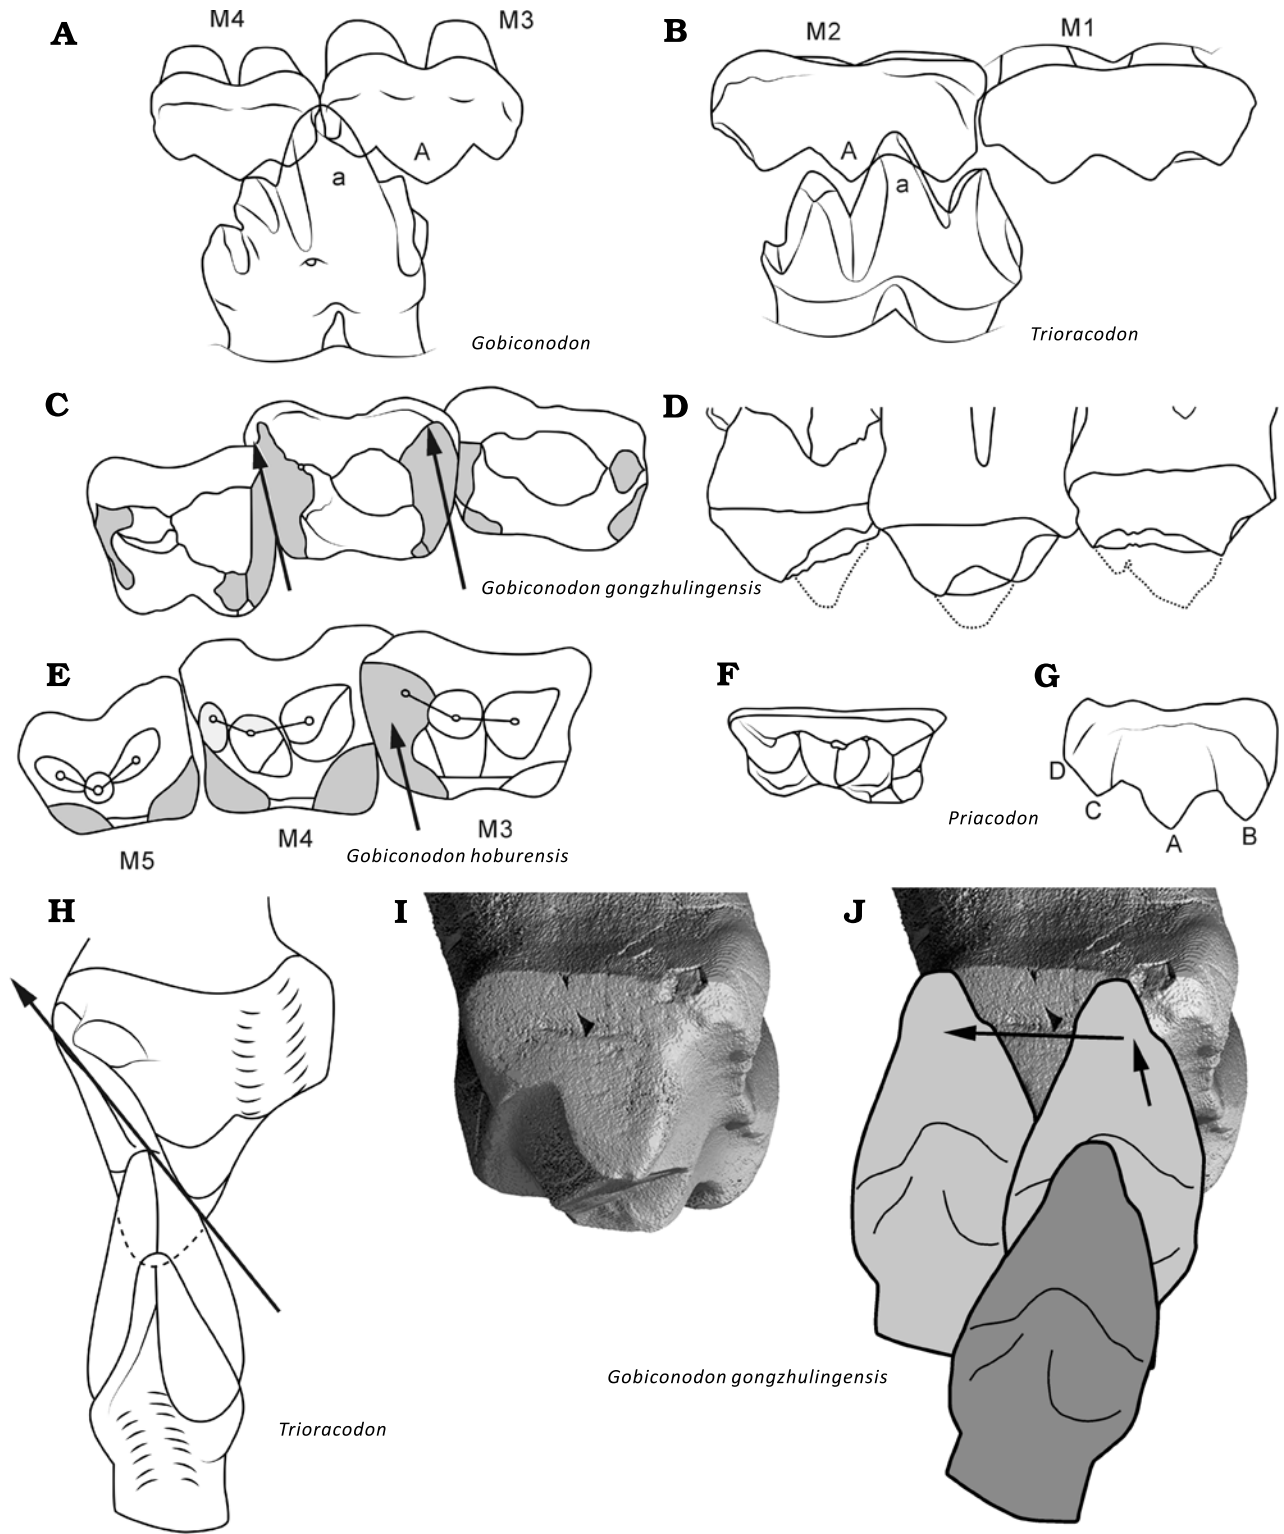 A
M4
M3
A
a
Gobiconodon
B
M2
M1
A
a
Trioracodon
C
Gobiconodon gongzhulingensis
D
E
M5
M4
M3
Gobiconodon hoburensis
F
Priacodon
G
D
C
A
B
H
Trioracodon
I
J
Gobiconodon gongzhulingensis